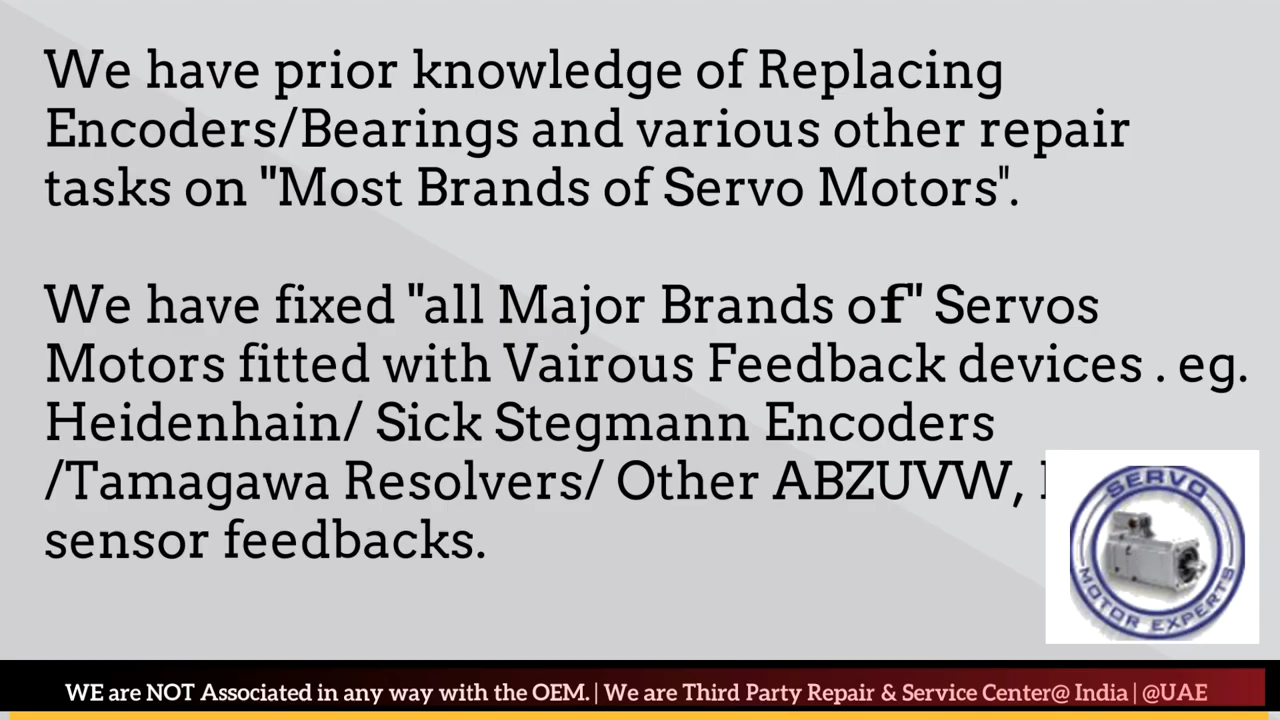 We have prior knowledge of Replacing
Encoders/Bearings and various other repair
tasks on "Most Brands of Servo Motors".
We have fixed "all Major Brands of" Servos
Motors fitted with Vairous Feedback devices . eg.
Heidenhain/ Sick Stegmann Encoders
/Tamagawa Resolvers/ Other ABZUVW,
sensor feedbacks.
SERVO
MOTOR EXPERTS
WE are NOT Associated in any way with the OEM. | We are Third Party Repair & Service Center@ India | @UAE